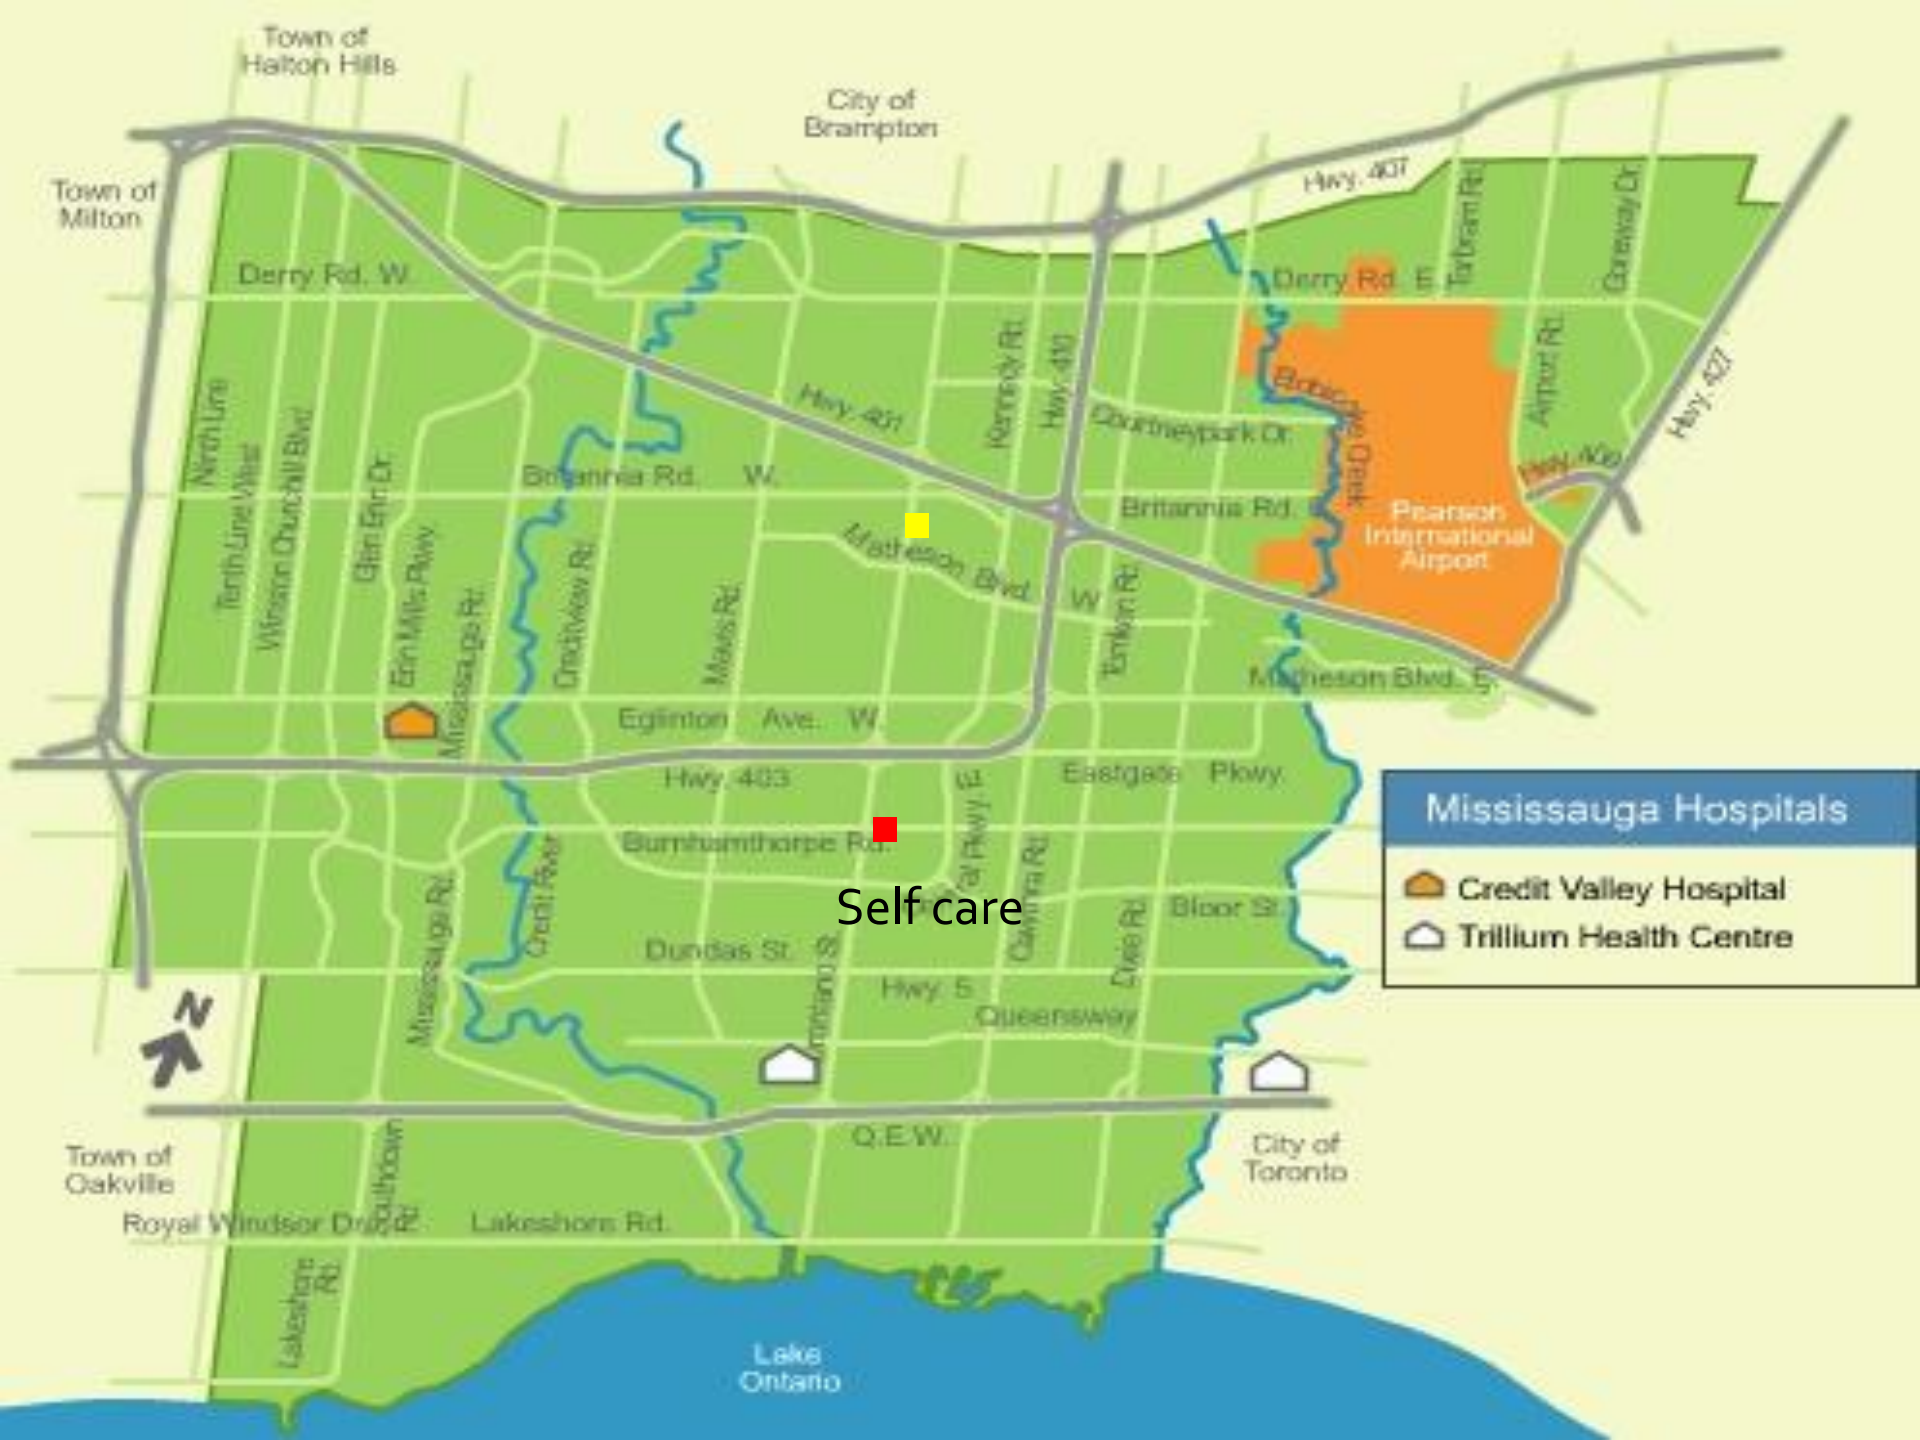 Town of
Halton Hills
City of
Brampton
Town of
Milton
Hwy. 407
Derry Rd. W.
Derry Rd E
Torbram Rd.
Goreway Dr.
Kennedy Rd.
Hwy. 410
Airport Rd.
Hwy. 427
Hwy. 401
Courtneypark Dr.
Creek
Ninth Line
Tenth Line West
Winston Churchill Blvd.
Glen Erin Dr.
Erin Mills Pkwy.
Mississauga Rd.
Britannia Rd. W.
Britannia Rd.
Pearson
International
Airport
Matheson Blvd. W
Creditview Rd.
Mavis Rd.
Tomken Rd.
Matheson Blvd. E.
Eglinton Ave. W.
Hwy. 403
Eastgate Pkwy.
Mississauga Hospitals
Credit Valley Hospital
Trillium Health Centre
Burnhamthorpe Rd.
Pkwy. E.
Self care
Cawthra Rd.
Bloor St.
Dixie Rd.
Credit River
Mississauga Rd.
Dundas St.
Hwy. 5
Queensway
N
Q.E.W.
Town of
Oakville
City of
Toronto
Royal Windsor Drive
Lakeshore Rd.
Lakeshore
Rd.
Lake
Ontario